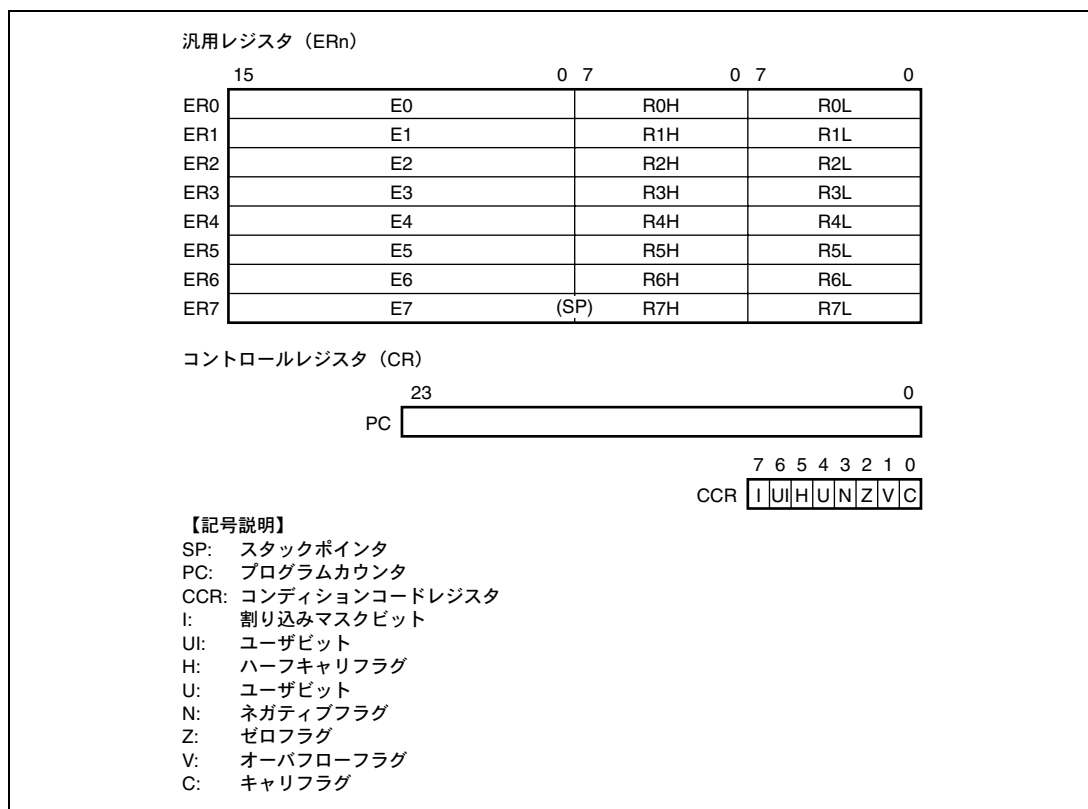 汎用レジスタ（ERn）
15 0 7 0 7 0
ER0 E0 R0H R0L
ER1 E1 R1H R1L
ER2 E2 R2H R2L
ER3 E3 R3H R3L
ER4 E4 R4H R4L
ER5 E5 R5H R5L
ER6 E6 R6H R6L
ER7 E7 (SP) R7H R7L
コントロールレジスタ（CR）
23 0
PC
7 6 5 4 3 2 1 0
CCR I UI H U N Z V C
【記号説明】
SP: スタックポインタ
PC: プログラムカウンタ
CCR: コンディションコードレジスタ
I: 割り込みマスクビット
UI: ユーザビット
H: ハーフキャリフラグ
U: ユーザビット
N: ネガティブフラグ
Z: ゼロフラグ
V: オーバフローフラグ
C: キャリフラグ